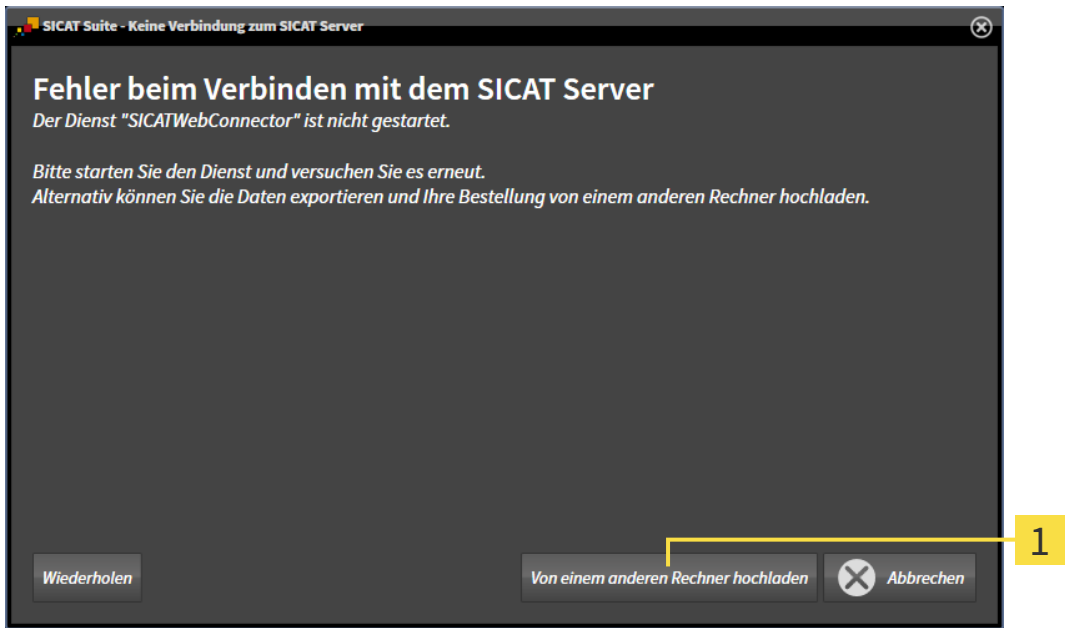 SICAT Suite - Keine Verbindung zum SICAT Server
Fehler beim Verbinden mit dem SICAT Server
Der Dienst "SICATWebConnector" ist nicht gestartet.
Bitte starten Sie den Dienst und versuchen Sie es erneut.
Alternativ können Sie die Daten exportieren und Ihre Bestellung von einem anderen Rechner hochladen.
1
Wiederholen
Von einem anderen Rechner hochladen
Abbrechen